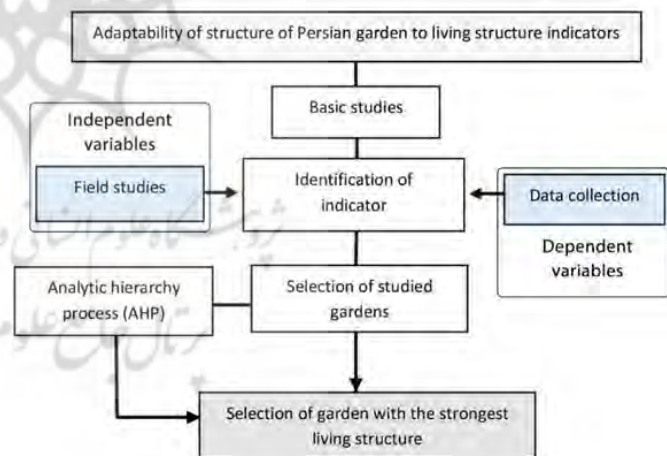 Adaptability of structure of Persian garden to living structure indicators
Basic studies
Independent
variables
Field studies
Identification of
indicator
Data collection
Dependent
variables
Analytic hierarchy
process (AHP)
Selection of studied
gardens
Selection of garden with the strongest
living structure